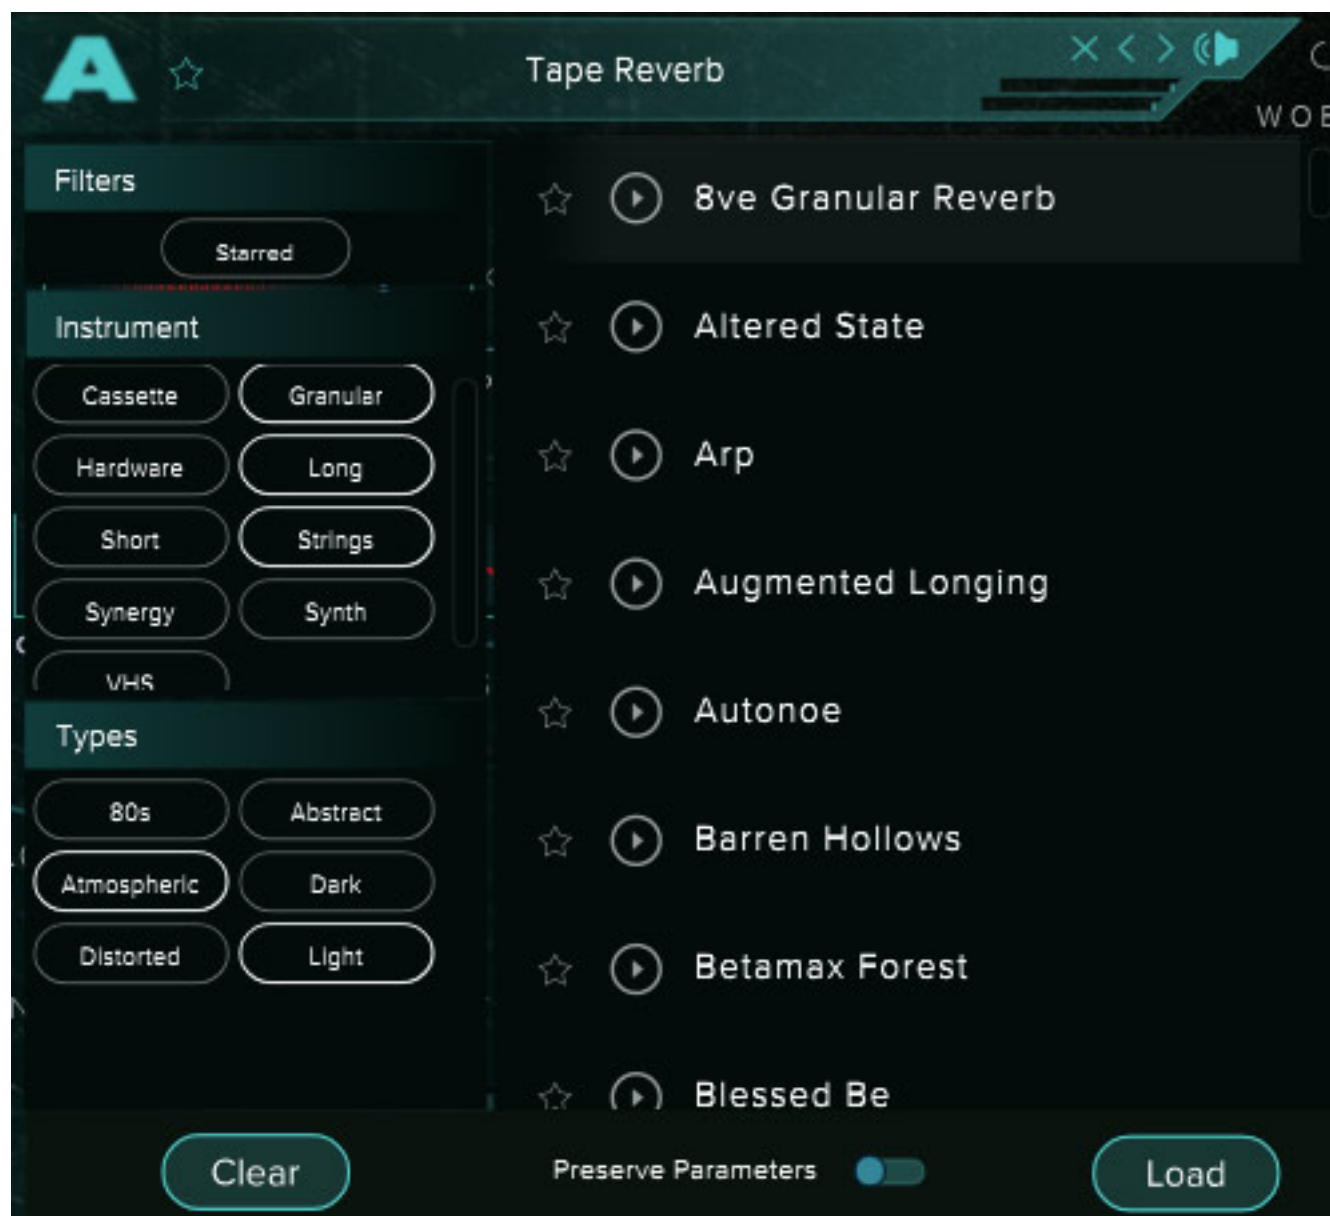 A
Tape Reverb
Filters
Starred
Instrument
Cassette Granular
Hardware Long
Short Strings
Synergy Synth
VHS
Types
80s Abstract
Atmospheric Dark
Distorted Light
8ve Granular Reverb
Altered State
Arp
Augmented Longing
Autonoe
Barren Hollows
Betamax Forest
Blessed Be
Clear
Preserve Parameters
Load